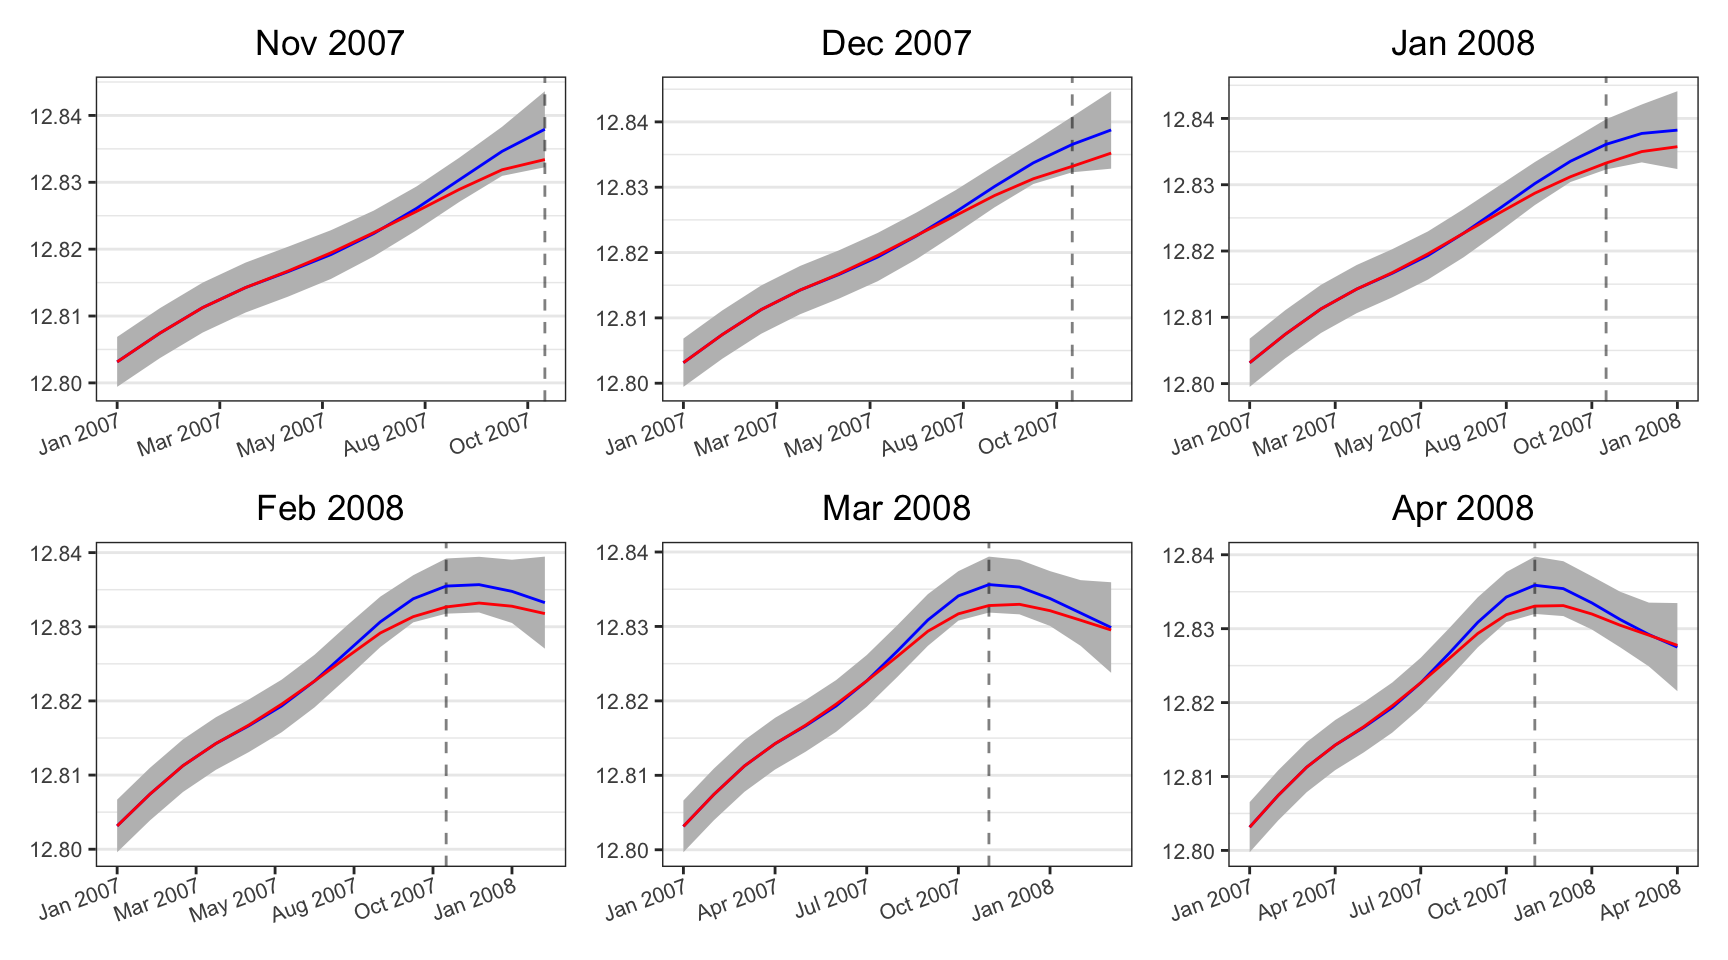 Nov 2007
Dec 2007
Jan 2008
12.84
12.83
12.82
12.81
12.80
Jan 2007
Mar 2007
May 2007
Aug 2007
Oct 2007
12.84
12.83
12.82
12.81
12.80
Jan 2007
Mar 2007
May 2007
Aug 2007
Oct 2007
12.84
12.83
12.82
12.81
12.80
Jan 2007
Mar 2007
May 2007
Aug 2007
Oct 2007
Jan 2008
Feb 2008
Mar 2008
Apr 2008
12.84
12.83
12.82
12.81
12.80
Jan 2007
Mar 2007
May 2007
Aug 2007
Oct 2007
Jan 2008
12.84
12.83
12.82
12.81
12.80
Jan 2007
Apr 2007
Jul 2007
Oct 2007
Jan 2008
12.84
12.83
12.82
12.81
12.80
Jan 2007
Apr 2007
Jul 2007
Oct 2007
Jan 2008
Apr 2008